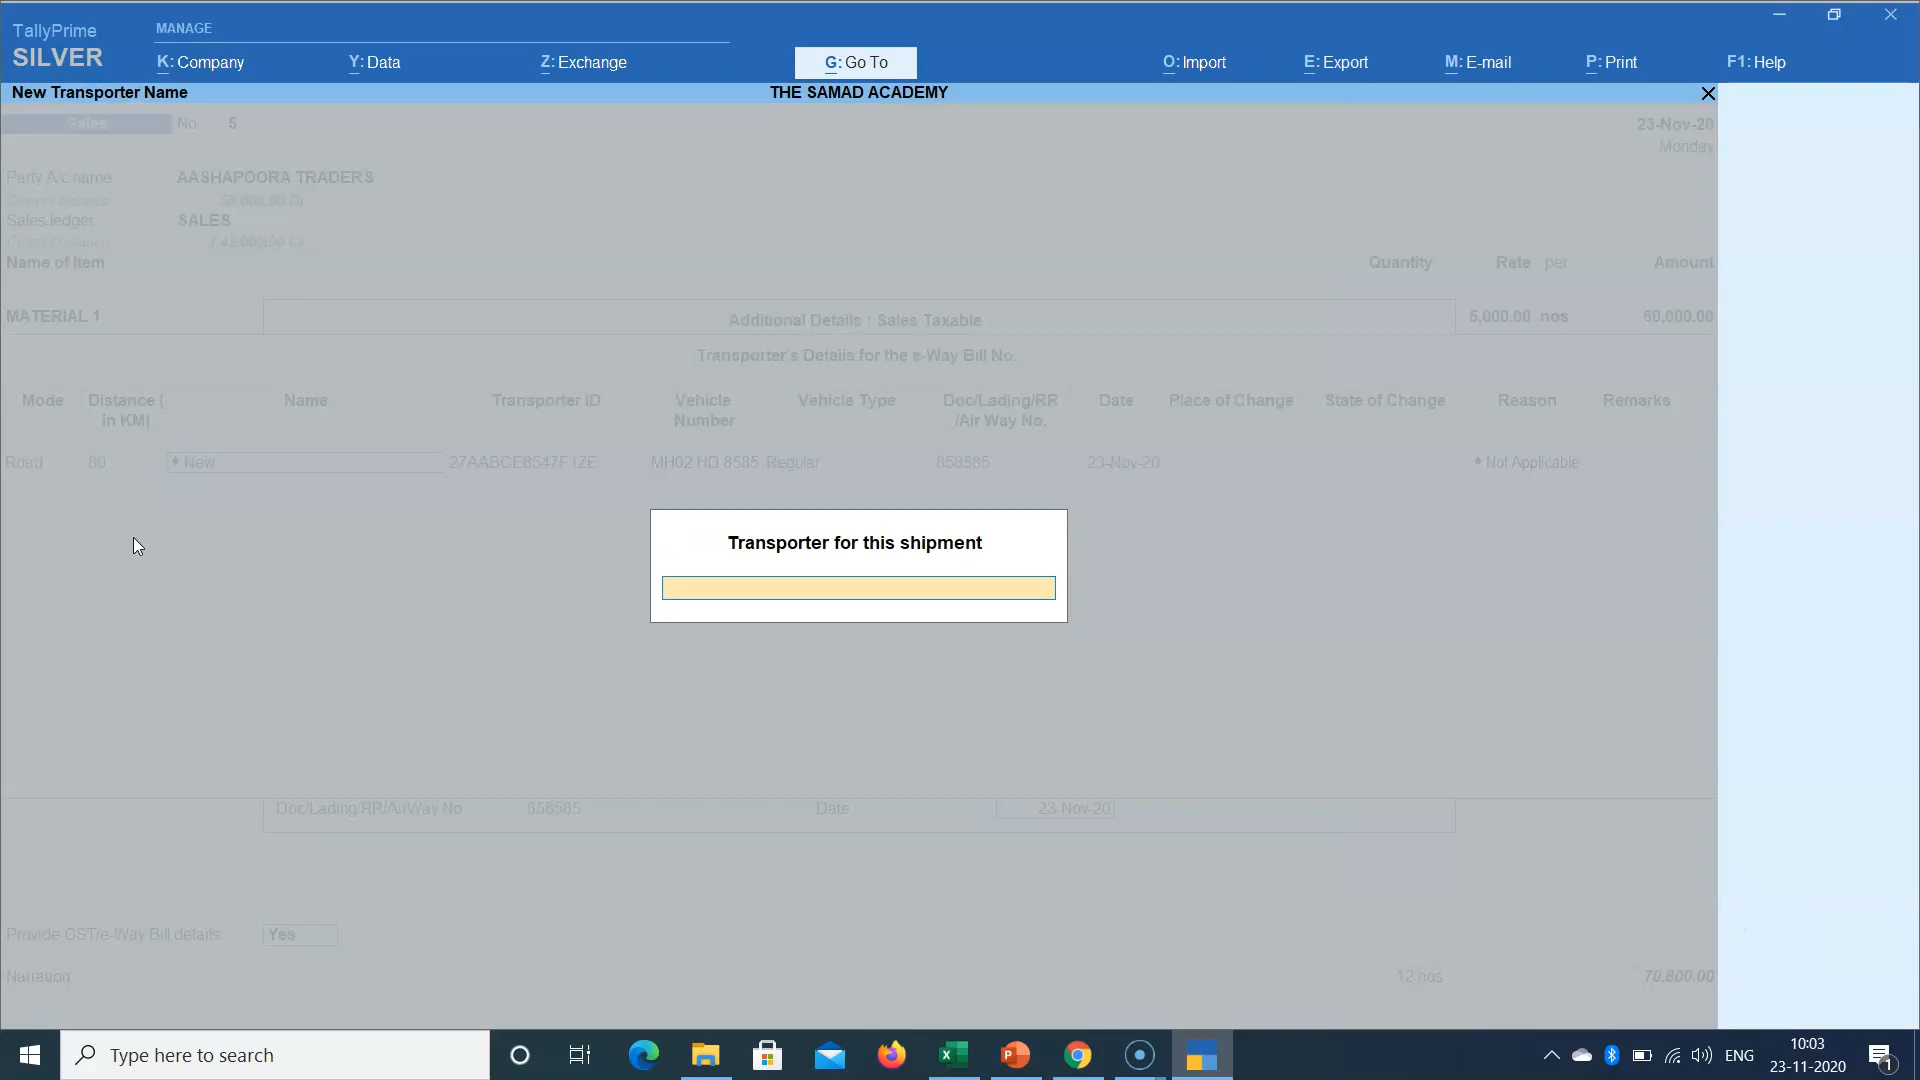 TallyPrime
SILVER
MANAGE
K: Company
Y: Data
Z: Exchange
G: Go To
O: Import
E: Export
M: E-mail
P: Print
F1: Help
New Transporter Name
THE SAMAD ACADEMY
Sales
No.
5
23-Nov-20
Monday
Party A/c name
AASHAPOORA TRADERS
Current balance
Sales ledger
SALES
Current balance
Name of Item
Quantity
Rate
per
Amount
MATERIAL 1
Additional Details : Sales Taxable
5,000.00 nos
60,000.00
Transporter's Details for the e-Way Bill No.
Mode
Distance (
in KM)
Name
Transporter ID
Vehicle
Number
Vehicle Type
Doc/Lading/RR
/Air Way No.
Date
Place of Change
State of Change
Reason
Remarks
Road
80
♦ New
27AABCE8547F1ZE
MH02 HD 8585
Regular
858585
23-Nov-20
♦ Not Applicable
Transporter for this shipment
Doc/Lading/RR/AirWay No.
858585
Date
23-Nov-20
Provide GST/e-Way Bill details
Yes
Narration
12 nos
70,800.00
Type here to search
ENG
10:03
23-11-2020
1